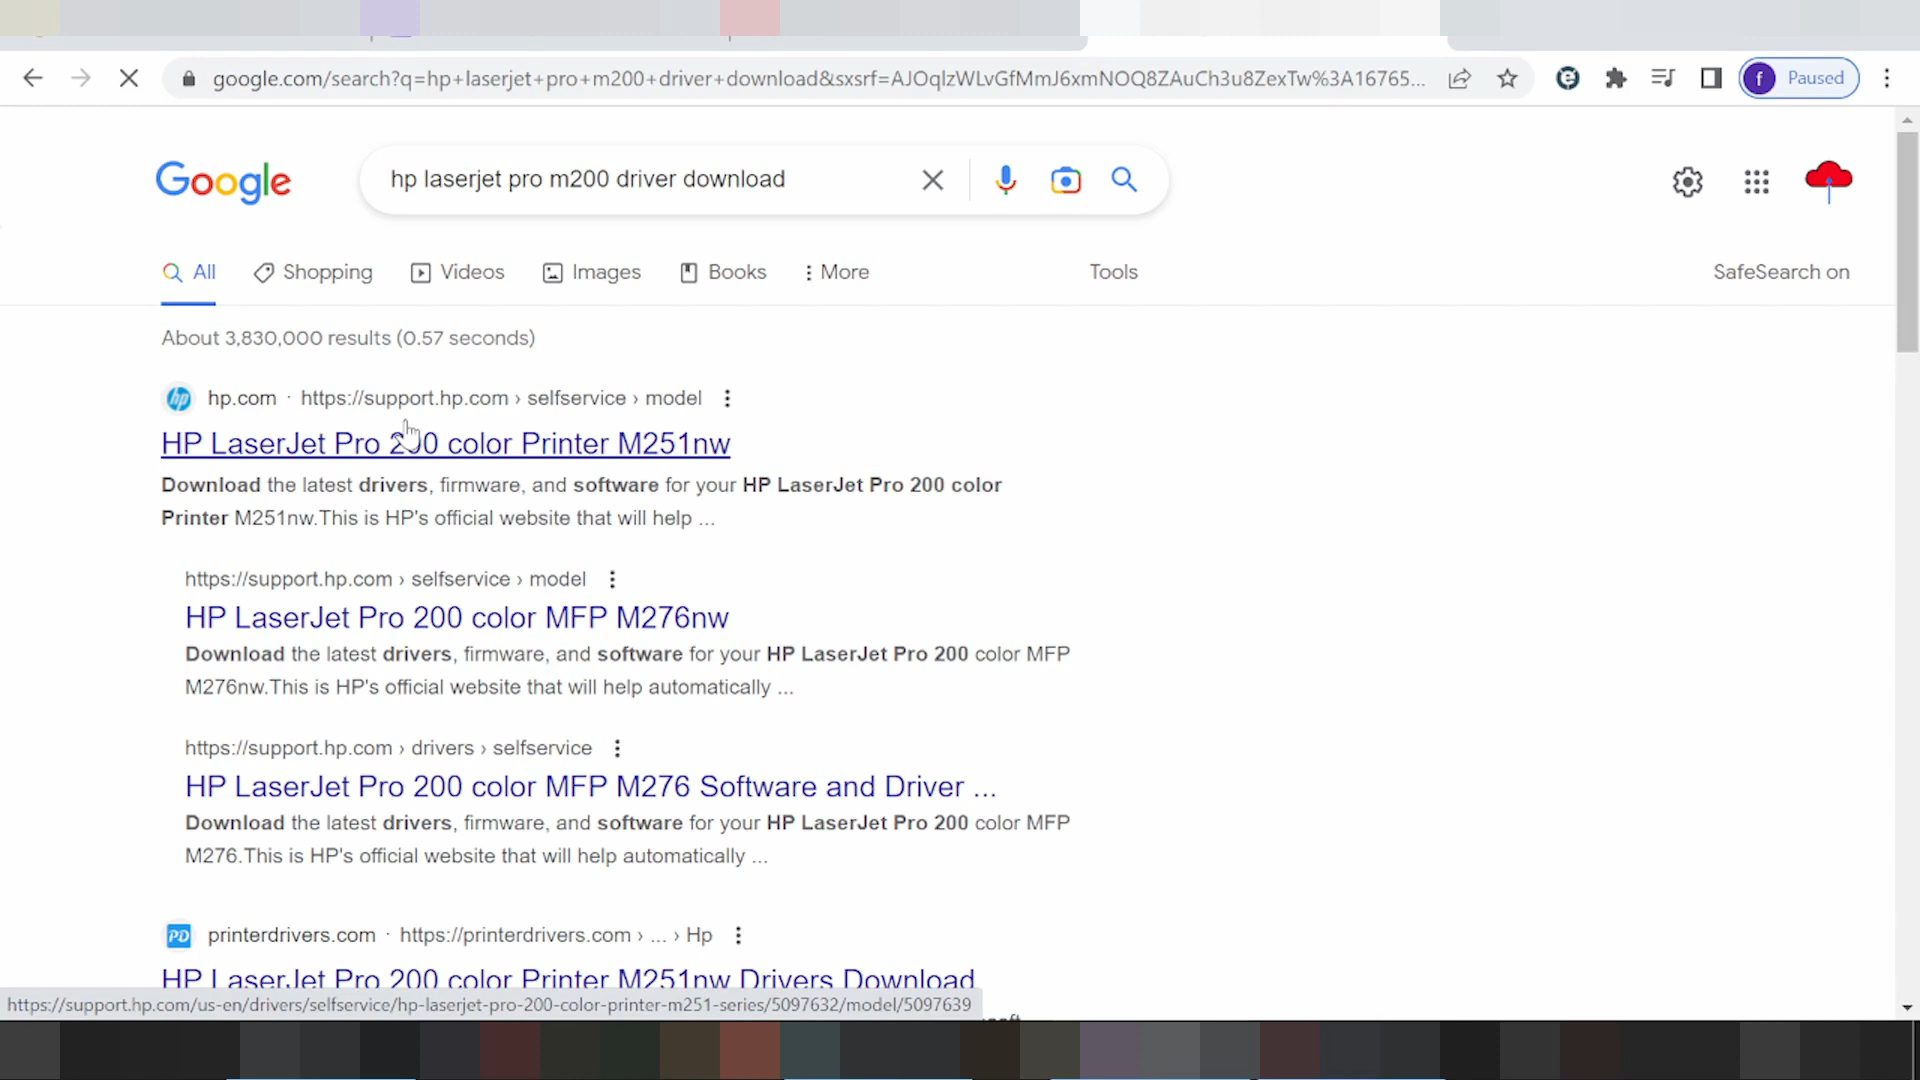 google.com/search?q=hp+laserjet+pro+m200+driver+download&sxsrf=AJOqlzWLvGfMmJ6xmNOQ8ZAuCh3u8ZexTw%3A16765...
f Paused
Google
hp laserjet pro m200 driver download
All Shopping Videos Images Books More Tools SafeSearch on
About 3,830,000 results (0.57 seconds)
hp hp.com · https://support.hp.com › selfservice › model
HP LaserJet Pro 200 color Printer M251nw
Download the latest drivers, firmware, and software for your HP LaserJet Pro 200 color
Printer M251nw.This is HP's official website that will help ...
https://support.hp.com › selfservice › model
HP LaserJet Pro 200 color MFP M276nw
Download the latest drivers, firmware, and software for your HP LaserJet Pro 200 color MFP
M276nw.This is HP's official website that will help automatically ...
https://support.hp.com › drivers › selfservice
HP LaserJet Pro 200 color MFP M276 Software and Driver ...
Download the latest drivers, firmware, and software for your HP LaserJet Pro 200 color MFP
M276.This is HP's official website that will help automatically ...
PD printerdrivers.com · https://printerdrivers.com › ... › Hp
HP LaserJet Pro 200 color Printer M251nw Drivers Download
https://support.hp.com/us-en/drivers/selfservice/hp-laserjet-pro-200-color-printer-m251-series/5097632/model/5097639